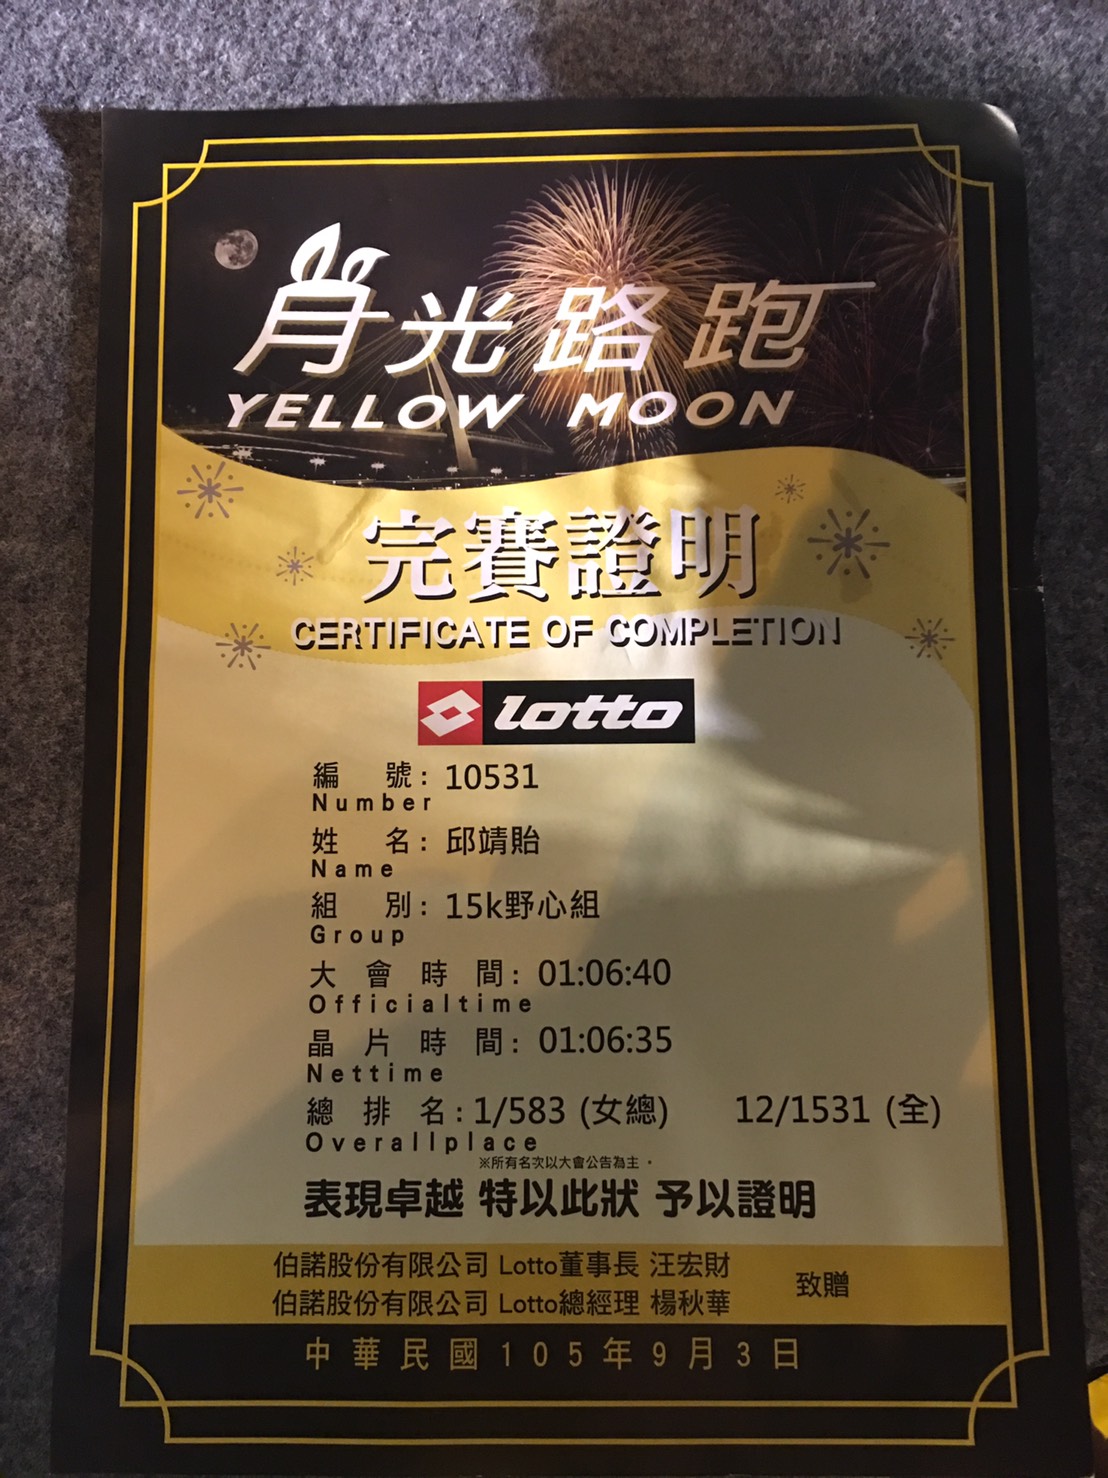 月光路跑
YELLOW MOON
完賽證明
CERTIFICATE OF COMPLETION
lotto
編 號: 10531
Number
姓 名: 邱靖貽
Name
組 別: 15k野心組
Group
大 會 時 間: 01:06:40
Officialtime
晶 片 時 間: 01:06:35
Nettime
總 排 名: 1/583 (女總) 12/1531 (全)
Overallplace
※所有名次以大會公告為主。
表現卓越 特以此狀 予以證明
伯諾股份有限公司 Lotto董事長 汪宏財
伯諾股份有限公司 Lotto總經理 楊秋華
致贈
中華民國105年9月3日